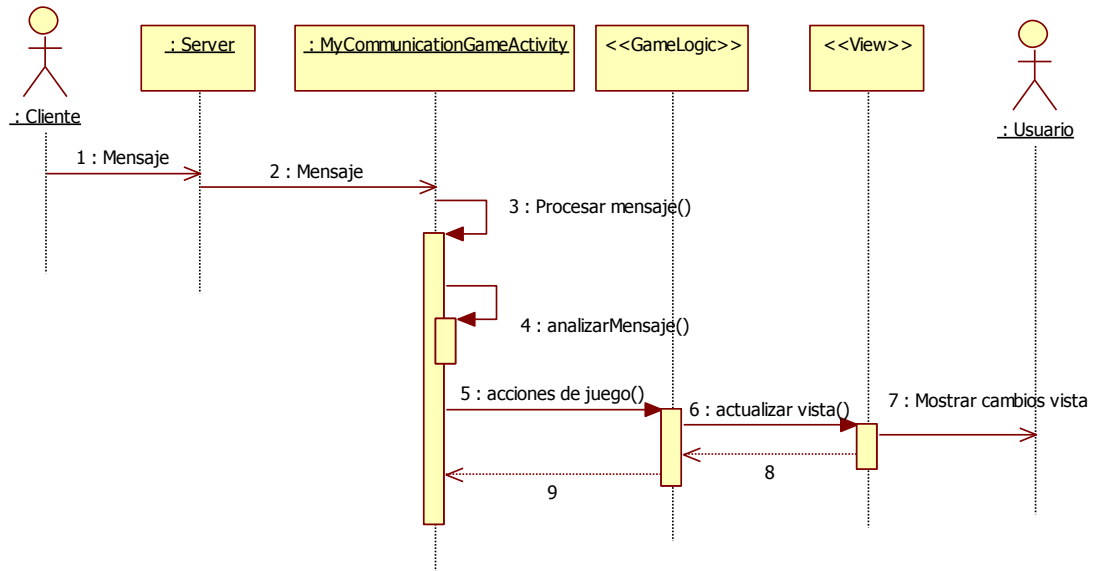 : Server
: MyCommunicationGameActivity
<<GameLogic>>
<<View>>
: Cliente
: Usuario
1 : Mensaje
2 : Mensaje
3 : Procesar mensaje()
4 : analizarMensaje()
5 : acciones de juego()
6 : actualizar vista()
7 : Mostrar cambios vista
8
9